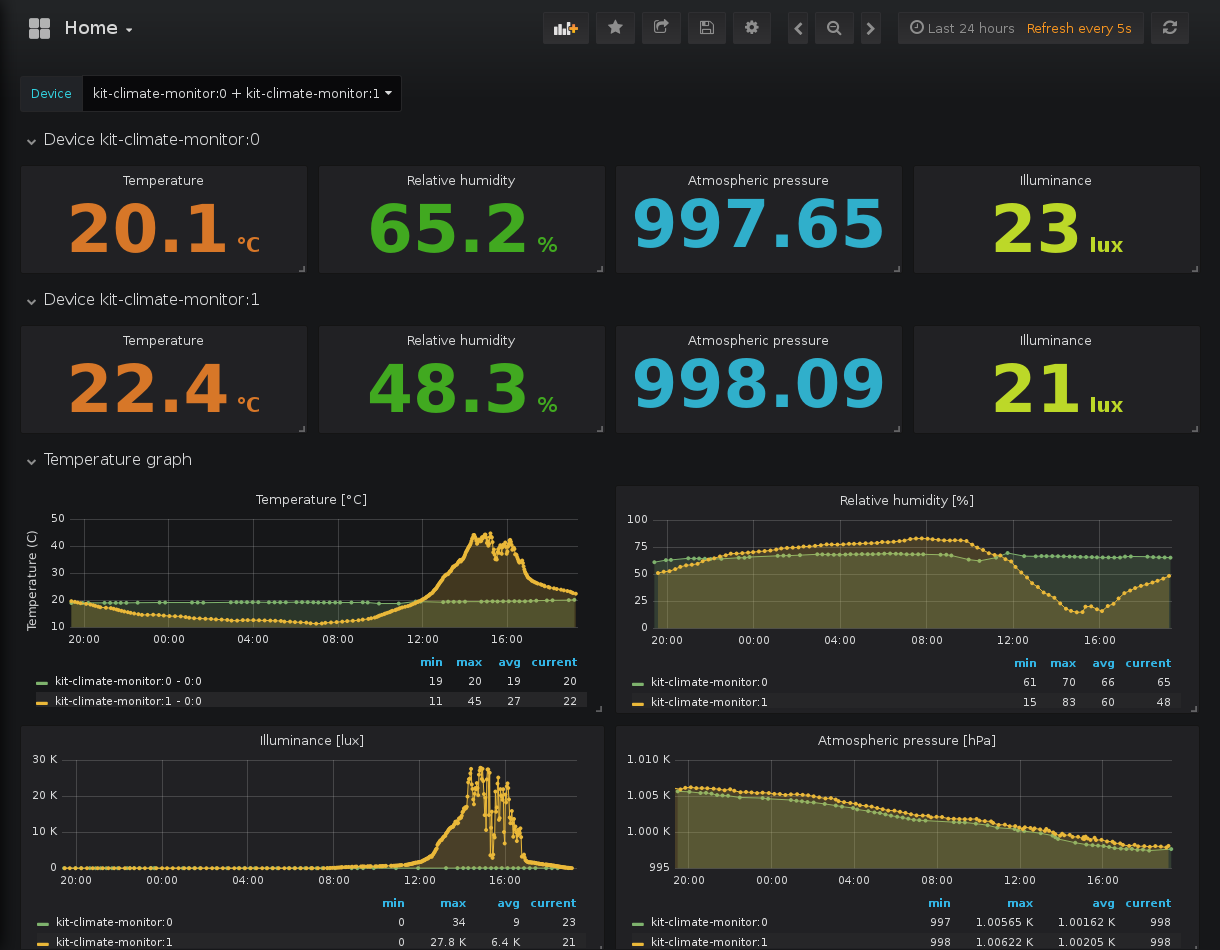 Home
Last 24 hours Refresh every 5s
Device kit-climate-monitor:0 + kit-climate-monitor:1
Device kit-climate-monitor:0
Temperature
20.1 °C
Relative humidity
65.2 %
Atmospheric pressure
997.65
Illuminance
23 lux
Device kit-climate-monitor:1
Temperature
22.4 °C
Relative humidity
48.3 %
Atmospheric pressure
998.09
Illuminance
21 lux
Temperature graph
Temperature [°C]
Temperature (C)
50
40
30
20
10
20:00 00:00 04:00 08:00 12:00 16:00
min max avg current
kit-climate-monitor:0 - 0:0 19 20 19 20
kit-climate-monitor:1 - 0:0 11 45 27 22
Relative humidity [%]
100
75
50
25
0
20:00 00:00 04:00 08:00 12:00 16:00
min max avg current
kit-climate-monitor:0 61 70 66 65
kit-climate-monitor:1 15 83 60 48
Illuminance [lux]
30 K
20 K
10 K
0
20:00 00:00 04:00 08:00 12:00 16:00
min max avg current
kit-climate-monitor:0 0 34 9 23
kit-climate-monitor:1 0 27.8 K 6.4 K 21
Atmospheric pressure [hPa]
1.010 K
1.005 K
1.000 K
995
20:00 00:00 04:00 08:00 12:00 16:00
min max avg current
kit-climate-monitor:0 997 1.00565 K 1.00162 K 998
kit-climate-monitor:1 998 1.00622 K 1.00205 K 998